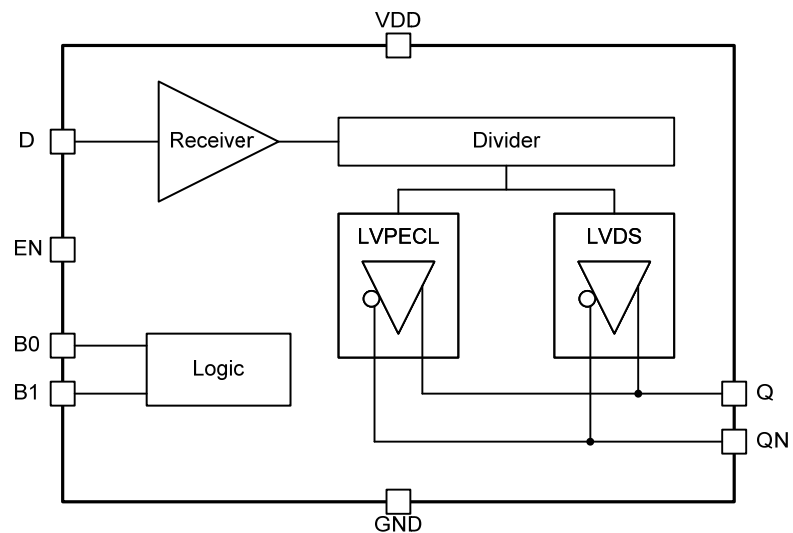 VDD
D
Receiver
Divider
EN
LVPECL
LVDS
B0
Logic
B1
Q
QN
GND